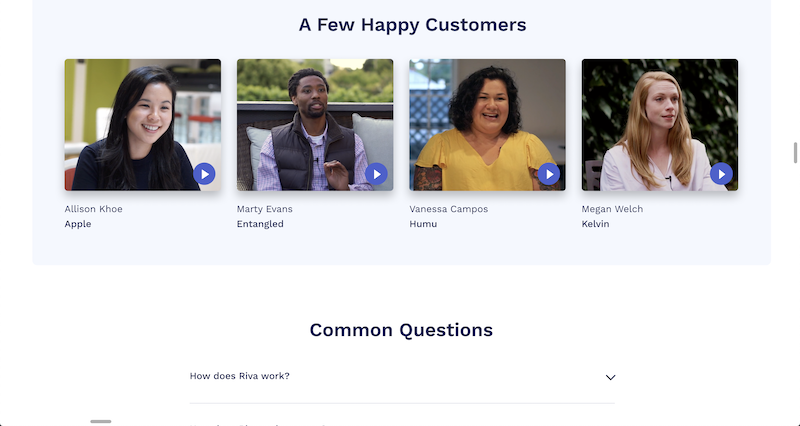 A Few Happy Customers
Allison Khoe
Apple
Marty Evans
Entangled
Vanessa Campos
Humu
Megan Welch
Kelvin
Common Questions
How does Riva work?